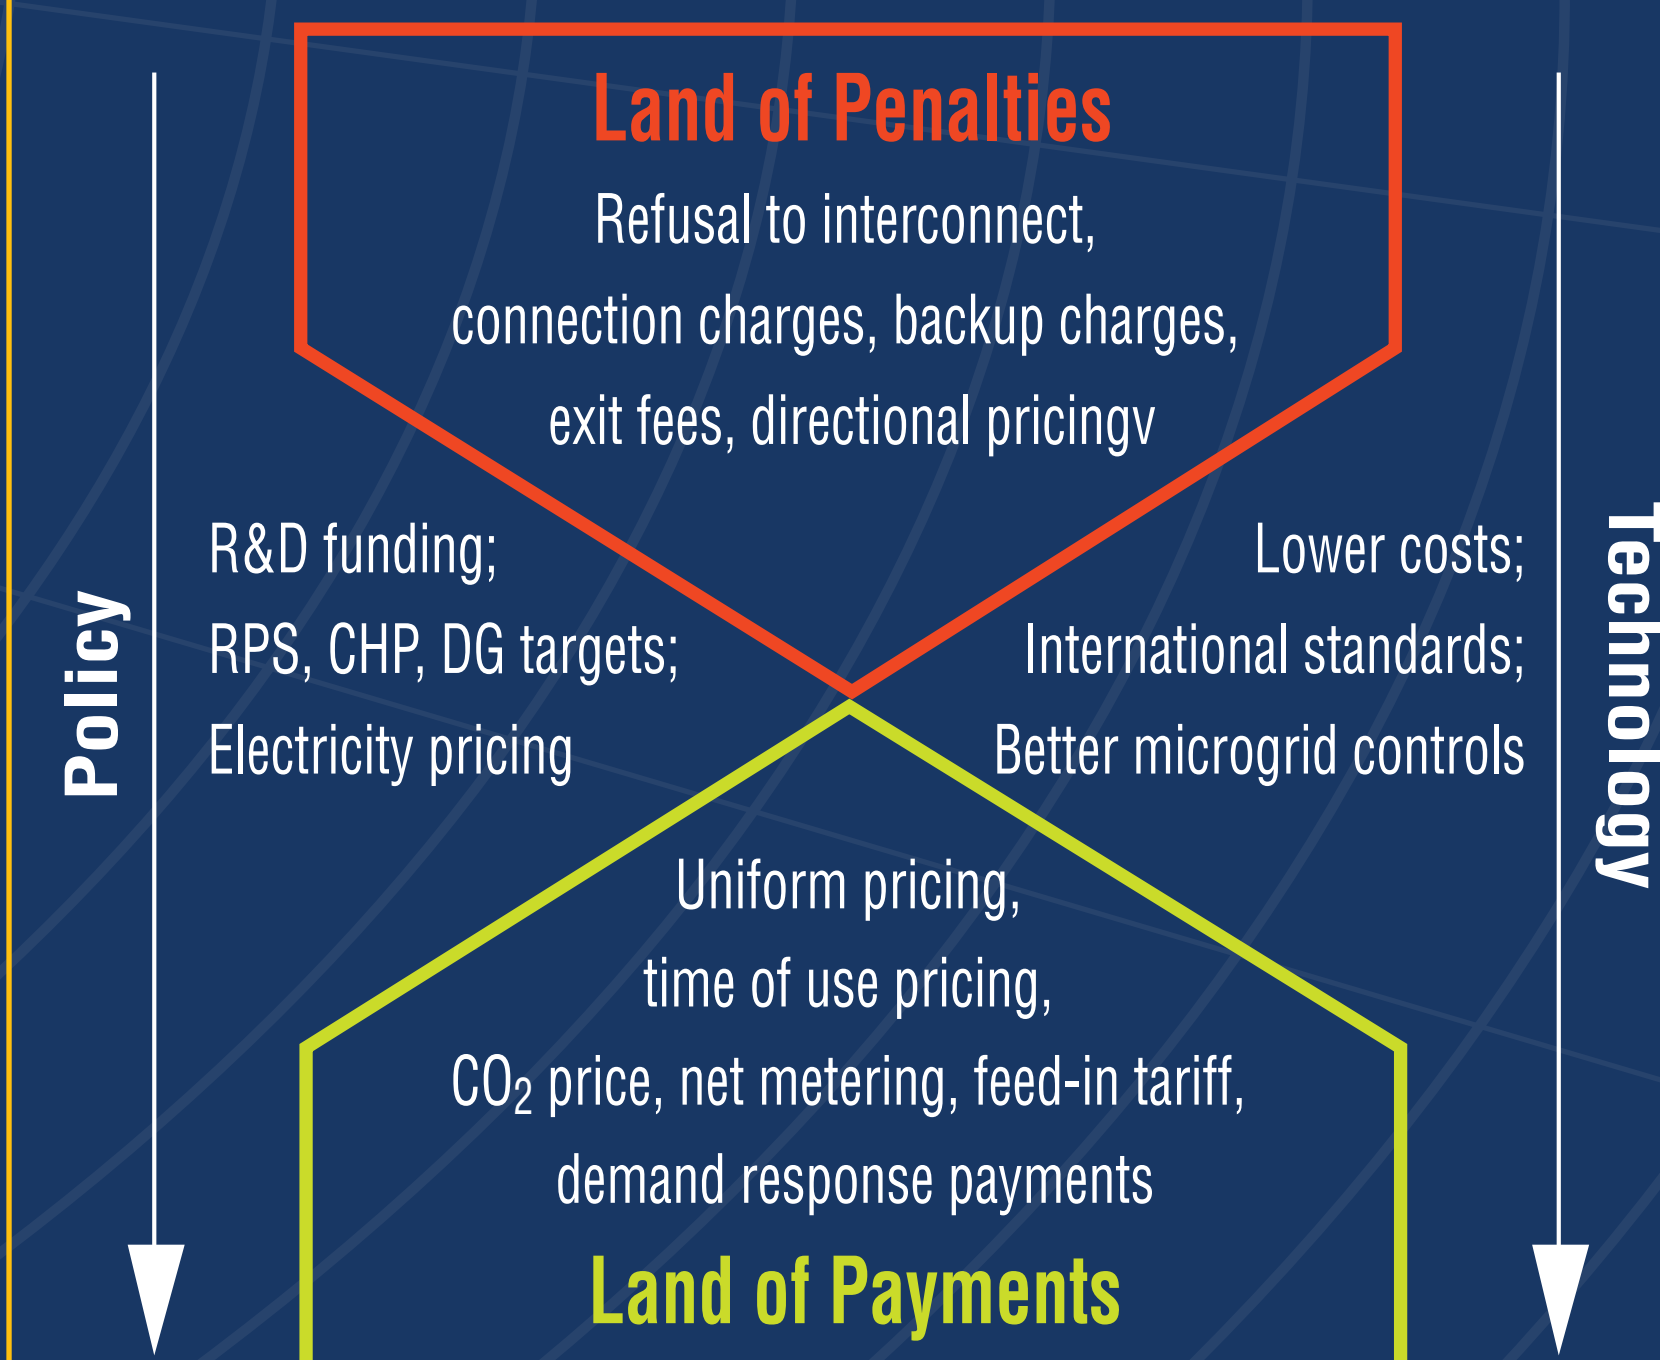 Land of Penalties
Refusal to interconnect,
connection charges, backup charges,
exit fees, directional pricingv
Policy
R&D funding;
RPS, CHP, DG targets;
Electricity pricing
Lower costs;
International standards;
Better microgrid controls
Technology
Uniform pricing,
time of use pricing,
CO₂ price, net metering, feed-in tariff,
demand response payments
Land of Payments